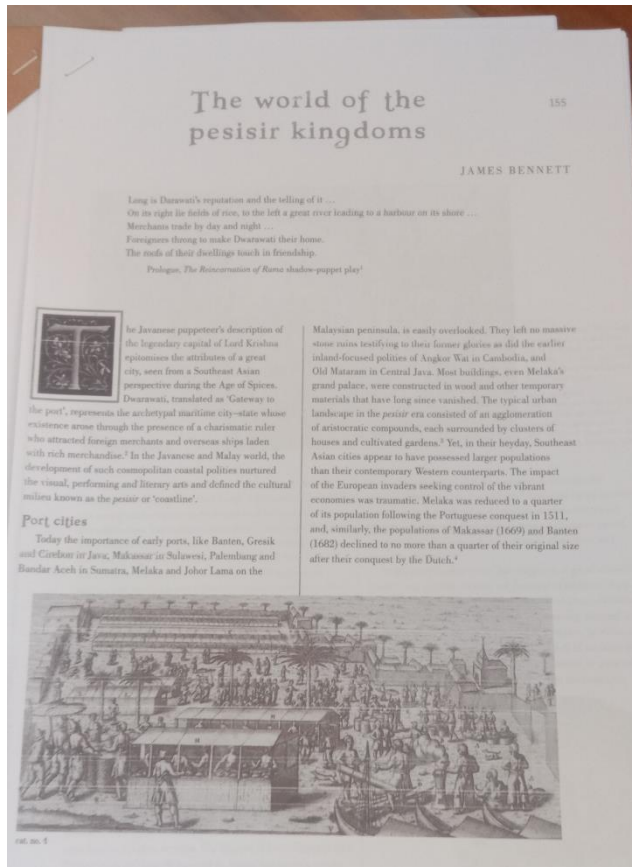 The world of the
pesisir kingdoms
155
JAMES BENNETT
Long is Darawati's reputation and the telling of it ...
On its right lie fields of rice, to the left a great river leading to a harbour on its shore ...
Merchants trade by day and night ...
Foreigners throng to make Dwarawati their home.
The roofs of their dwellings touch in friendship.
Prologue, The Reincarnation of Rama shadow-puppet play¹
The Javanese puppeteer's description of
the legendary capital of Lord Krishna
epitomises the attributes of a great
city, seen from a Southeast Asian
perspective during the Age of Spices.
Dwarawati, translated as 'Gateway to
the port', represents the archetypal maritime city–state whose
existence arose through the presence of a charismatic ruler
who attracted foreign merchants and overseas ships laden
with rich merchandise.² In the Javanese and Malay world, the
development of such cosmopolitan coastal polities nurtured
the visual, performing and literary arts and defined the cultural
milieu known as the pesisir or 'coastline'.
Port cities
Today the importance of early ports, like Banten, Gresik
and Cirebon in Java, Makassar in Sulawesi, Palembang and
Bandar Aceh in Sumatra, Melaka and Johor Lama on the
Malaysian peninsula, is easily overlooked. They left no massive
stone ruins testifying to their former glories as did the earlier
inland-focused polities of Angkor Wat in Cambodia, and
Old Mataram in Central Java. Most buildings, even Melaka's
grand palace, were constructed in wood and other temporary
materials that have long since vanished. The typical urban
landscape in the pesisir era consisted of an agglomeration
of aristocratic compounds, each surrounded by clusters of
houses and cultivated gardens.³ Yet, in their heyday, Southeast
Asian cities appear to have possessed larger populations
than their contemporary Western counterparts. The impact
of the European invaders seeking control of the vibrant
economies was traumatic. Melaka was reduced to a quarter
of its population following the Portuguese conquest in 1511,
and, similarly, the populations of Makassar (1669) and Banten
(1682) declined to no more than a quarter of their original size
after their conquest by the Dutch.⁴
cat. no. 1